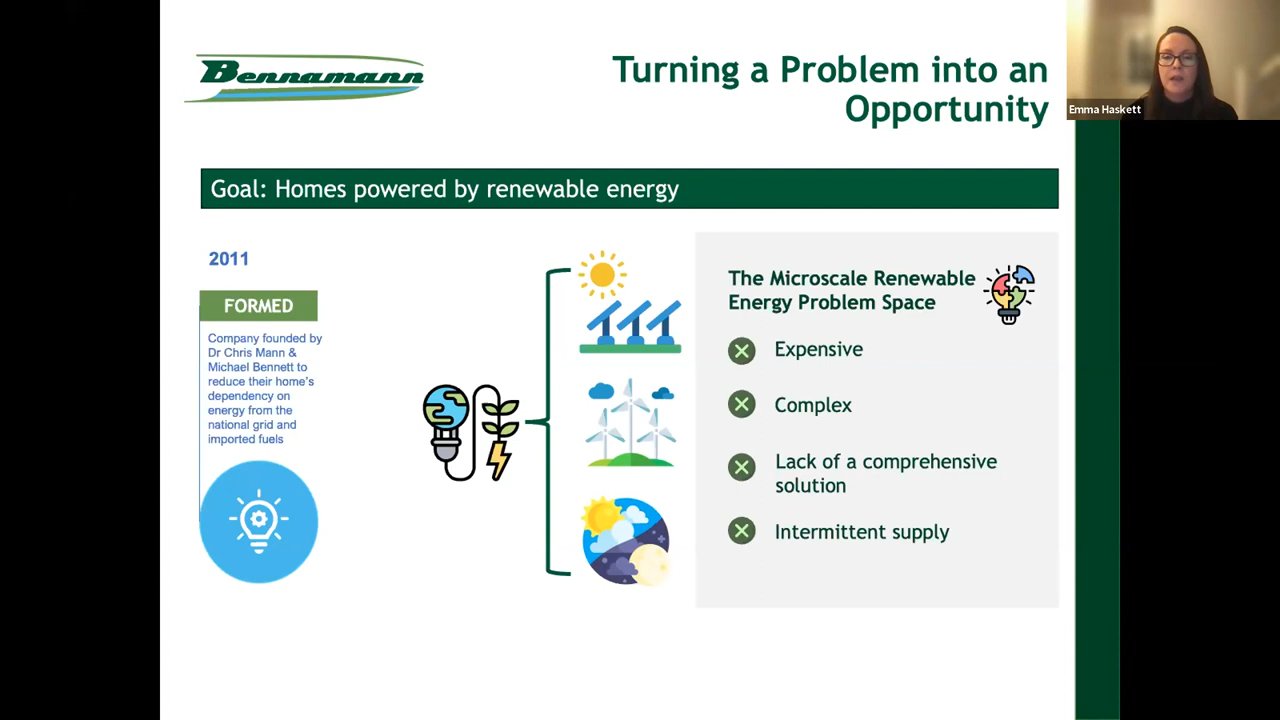 Bennamann
Turning a Problem into an
Opportunity
Emma Haskett
Goal: Homes powered by renewable energy
2011
FORMED
Company founded by
Dr Chris Mann &
Michael Bennett to
reduce their home's
dependency on
energy from the
national grid and
imported fuels
The Microscale Renewable
Energy Problem Space
Expensive
Complex
Lack of a comprehensive
solution
Intermittent supply